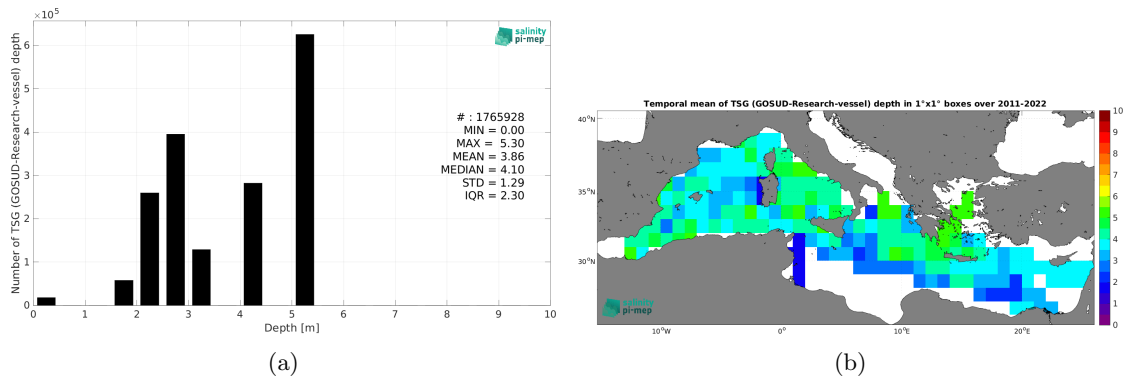 ×10⁵
6
5
4
3
2
1
0
Number of TSG (GOSUD-Research-vessel) depth
0 1 2 3 4 5 6 7 8 9 10
Depth [m]
salinity
pi-mep
# : 1765928
MIN = 0.00
MAX = 5.30
MEAN = 3.86
MEDIAN = 4.10
STD = 1.29
IQR = 2.30
(a)
Temporal mean of TSG (GOSUD-Research-vessel) depth in 1°x1° boxes over 2011-2022
40°N
35°N
30°N
10°W 0° 10°E 20°E
salinity
pi-mep
10
9
8
7
6
5
4
3
2
1
0
(b)